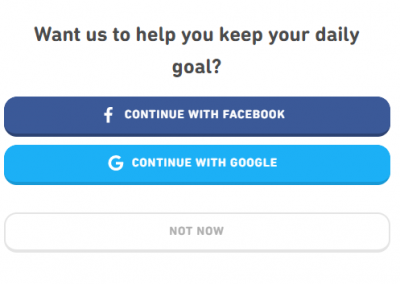 Want us to help you keep your daily
goal?
CONTINUE WITH FACEBOOK
CONTINUE WITH GOOGLE
NOT NOW